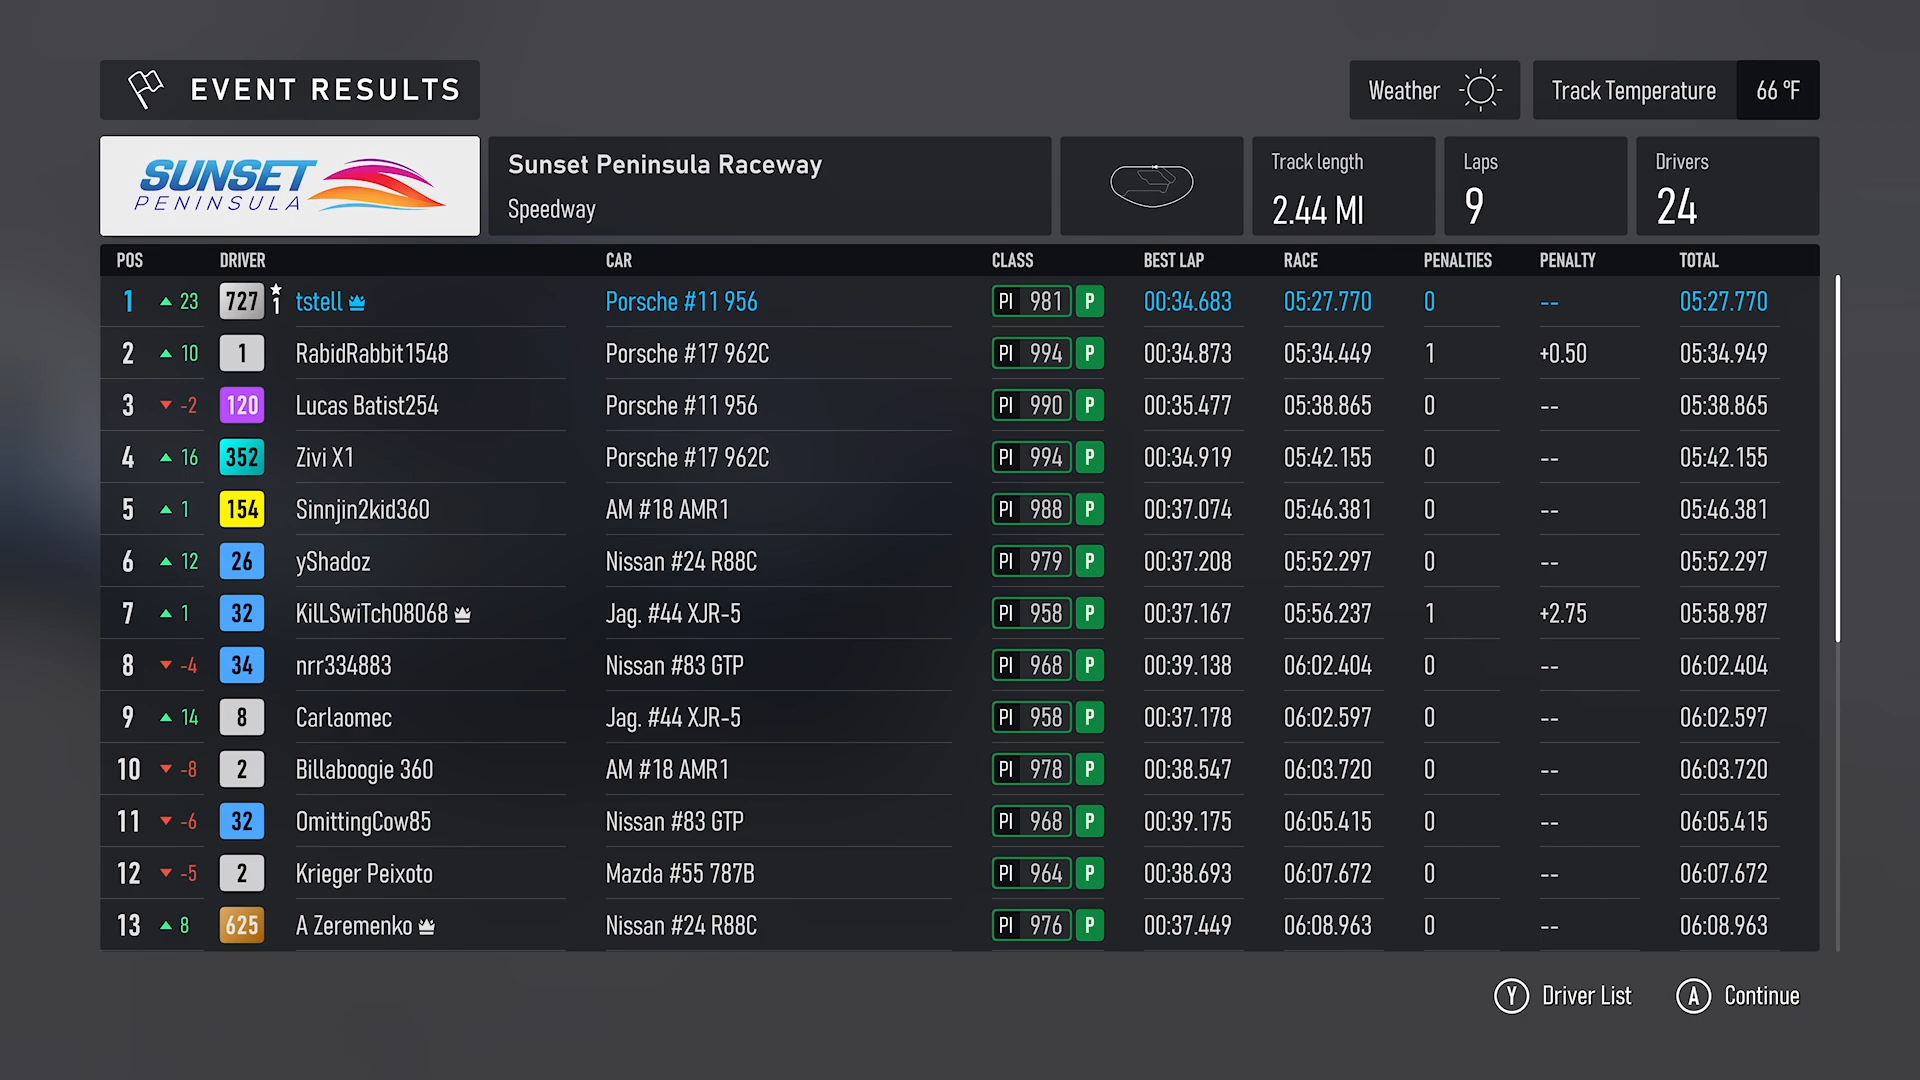 EVENT RESULTS
Weather
Track Temperature 66 °F
SUNSET
PENINSULA
Sunset Peninsula Raceway
Speedway
Track length
2.44 MI
Laps
9
Drivers
24
POS DRIVER CAR CLASS BEST LAP RACE PENALTIES PENALTY TOTAL
1 ▲ 23 727 1 tstell Porsche #11 956 PI 981 P 00:34.683 05:27.770 0 -- 05:27.770
2 ▲ 10 1 RabidRabbit1548 Porsche #17 962C PI 994 P 00:34.873 05:34.449 1 +0.50 05:34.949
3 ▼ -2 120 Lucas Batist254 Porsche #11 956 PI 990 P 00:35.477 05:38.865 0 -- 05:38.865
4 ▲ 16 352 Zivi X1 Porsche #17 962C PI 994 P 00:34.919 05:42.155 0 -- 05:42.155
5 ▲ 1 154 Sinnjin2kid360 AM #18 AMR1 PI 988 P 00:37.074 05:46.381 0 -- 05:46.381
6 ▲ 12 26 yShadoz Nissan #24 R88C PI 979 P 00:37.208 05:52.297 0 -- 05:52.297
7 ▲ 1 32 KilLSwiTch08068 Jag. #44 XJR-5 PI 958 P 00:37.167 05:56.237 1 +2.75 05:58.987
8 ▼ -4 34 nrr334883 Nissan #83 GTP PI 968 P 00:39.138 06:02.404 0 -- 06:02.404
9 ▲ 14 8 Carlaomec Jag. #44 XJR-5 PI 958 P 00:37.178 06:02.597 0 -- 06:02.597
10 ▼ -8 2 Billaboogie 360 AM #18 AMR1 PI 978 P 00:38.547 06:03.720 0 -- 06:03.720
11 ▼ -6 32 OmittingCow85 Nissan #83 GTP PI 968 P 00:39.175 06:05.415 0 -- 06:05.415
12 ▼ -5 2 Krieger Peixoto Mazda #55 787B PI 964 P 00:38.693 06:07.672 0 -- 06:07.672
13 ▲ 8 625 A Zeremenko Nissan #24 R88C PI 976 P 00:37.449 06:08.963 0 -- 06:08.963
Y Driver List A Continue